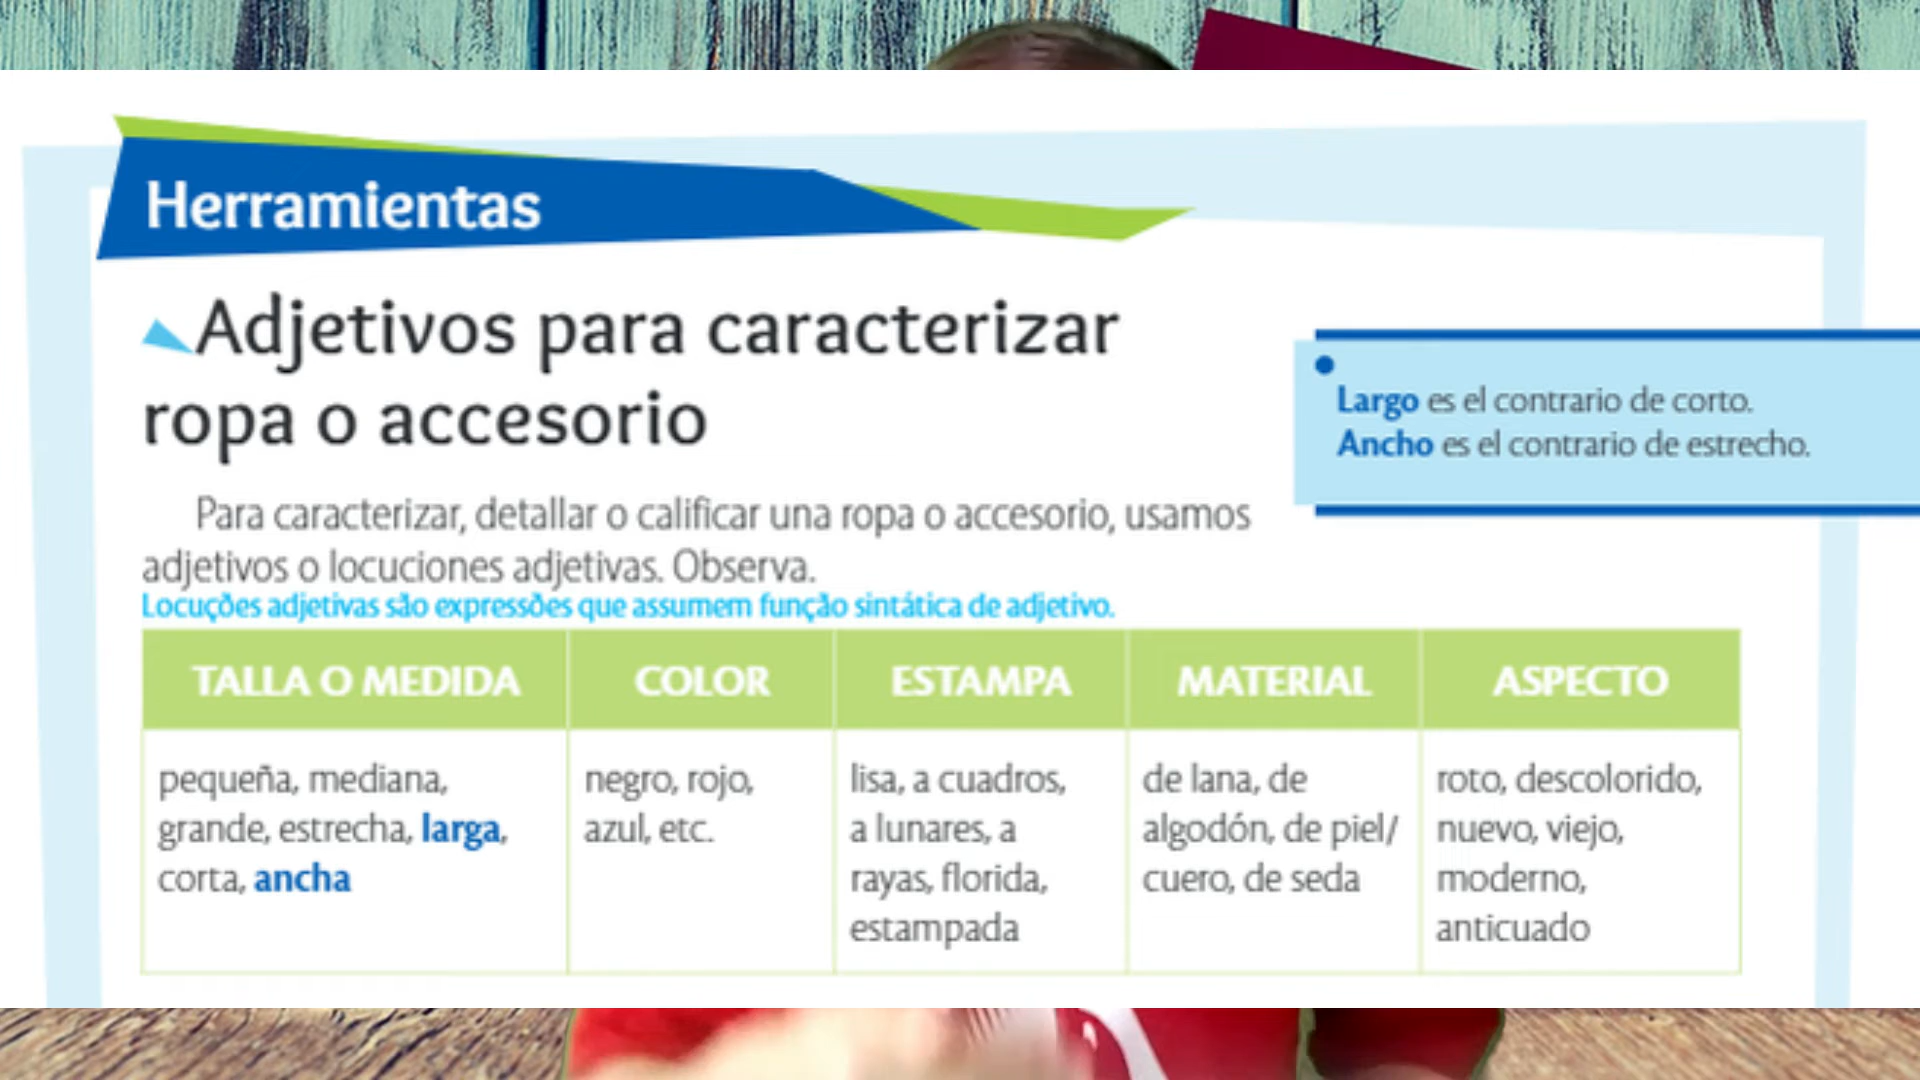 Herramientas
Adjetivos para caracterizar
ropa o accesorio
Largo es el contrario de corto.
Ancho es el contrario de estrecho.
Para caracterizar, detallar o calificar una ropa o accesorio, usamos
adjetivos o locuciones adjetivas. Observa.
Locuções adjetivas são expressões que assumem função sintática de adjetivo.
TALLA O MEDIDA
COLOR
ESTAMPA
MATERIAL
ASPECTO
pequeña, mediana,
grande, estrecha, larga,
corta, ancha
negro, rojo,
azul, etc.
lisa, a cuadros,
a lunares, a
rayas, florida,
estampada
de lana, de
algodón, de piel/
cuero, de seda
roto, descolorido,
nuevo, viejo,
moderno,
anticuado